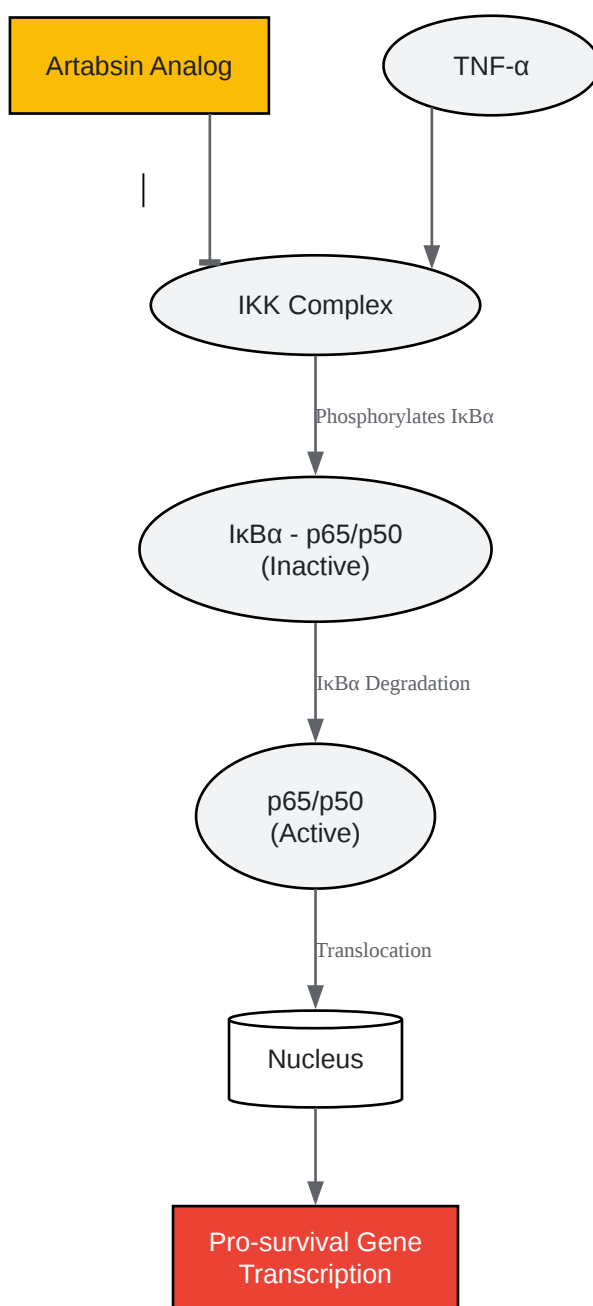 Artabsin Analog
TNF-α
|
IKK Complex
Phosphorylates IκBα
IκBα - p65/p50
(Inactive)
IκBα Degradation
p65/p50
(Active)
Translocation
Nucleus
Pro-survival Gene
Transcription